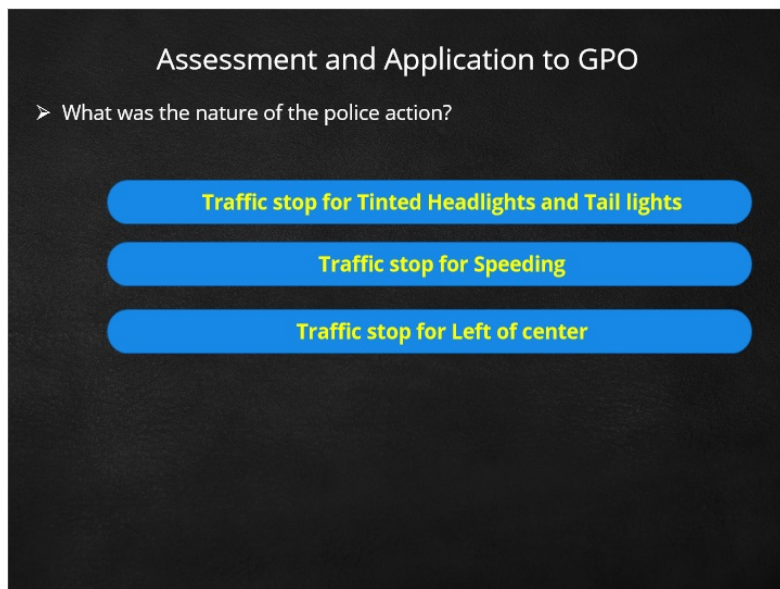 Assessment and Application to GPO
➤ What was the nature of the police action?
Traffic stop for Tinted Headlights and Tail lights
Traffic stop for Speeding
Traffic stop for Left of center